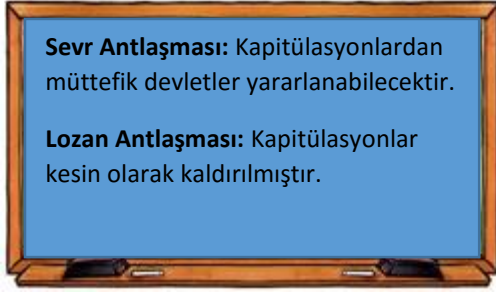 Sevr Antlaşması: Kapitülasyonlardan
müttefik devletler yararlanabilecektir.
Lozan Antlaşması: Kapitülasyonlar
kesin olarak kaldırılmıştır.